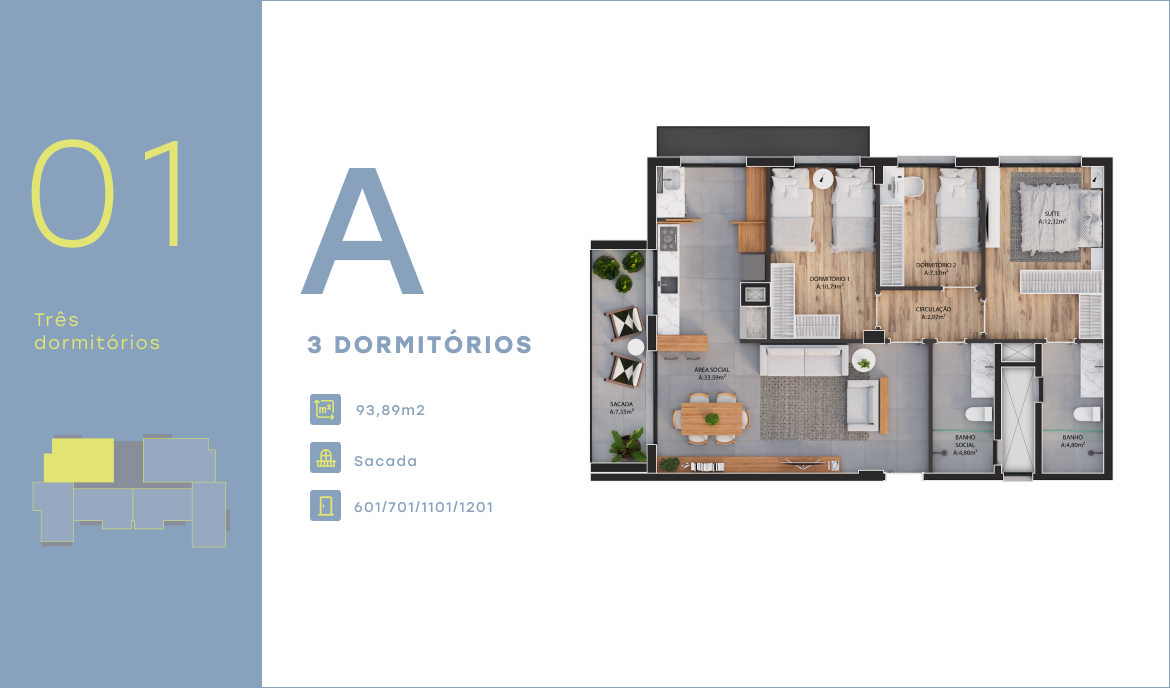 01
Três
dormitórios
A
3 DORMITÓRIOS
m²
93,89m2
Sacada
601/701/1101/1201
SUÍTE
A:12,32m²
DORMITÓRIO 2
A:7,37m²
DORMITÓRIO 1
A:10,79m²
CIRCULAÇÃO
A:2,97m²
ÁREA SOCIAL
A:33,59m²
SACADA
A:7,35m²
BANHO
SOCIAL
A:4,80m²
BANHO
A:4,80m²